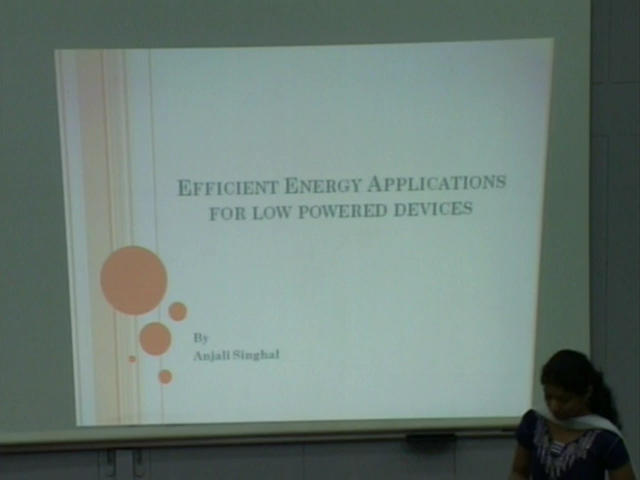 EFFICIENT ENERGY APPLICATIONS
FOR LOW POWERED DEVICES
By
Anjali Singhal